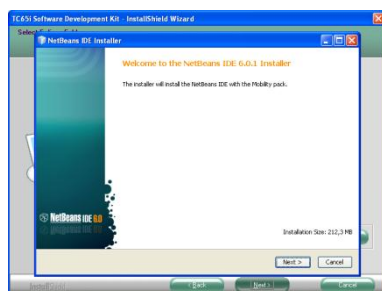 TC65i Software Development Kit - InstallShield Wizard
NetBeans IDE Installer
Welcome to the NetBeans IDE 6.0.1 Installer
The installer will install the NetBeans IDE with the Mobility pack.
NetBeans IDE 6.0
Installation Size: 212,3 MB
Next > Cancel
InstallShield
< Back Next > Cancel